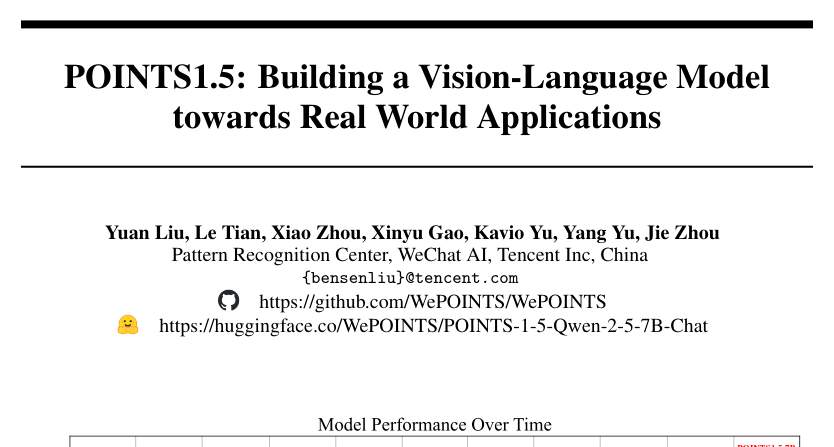 POINTS1.5: Building a Vision-Language Model
towards Real World Applications
Yuan Liu, Le Tian, Xiao Zhou, Xinyu Gao, Kavio Yu, Yang Yu, Jie Zhou
Pattern Recognition Center, WeChat AI, Tencent Inc, China
{bensenliu}@tencent.com
https://github.com/WePOINTS/WePOINTS
https://huggingface.co/WePOINTS/POINTS-1-5-Qwen-2-5-7B-Chat
Model Performance Over Time